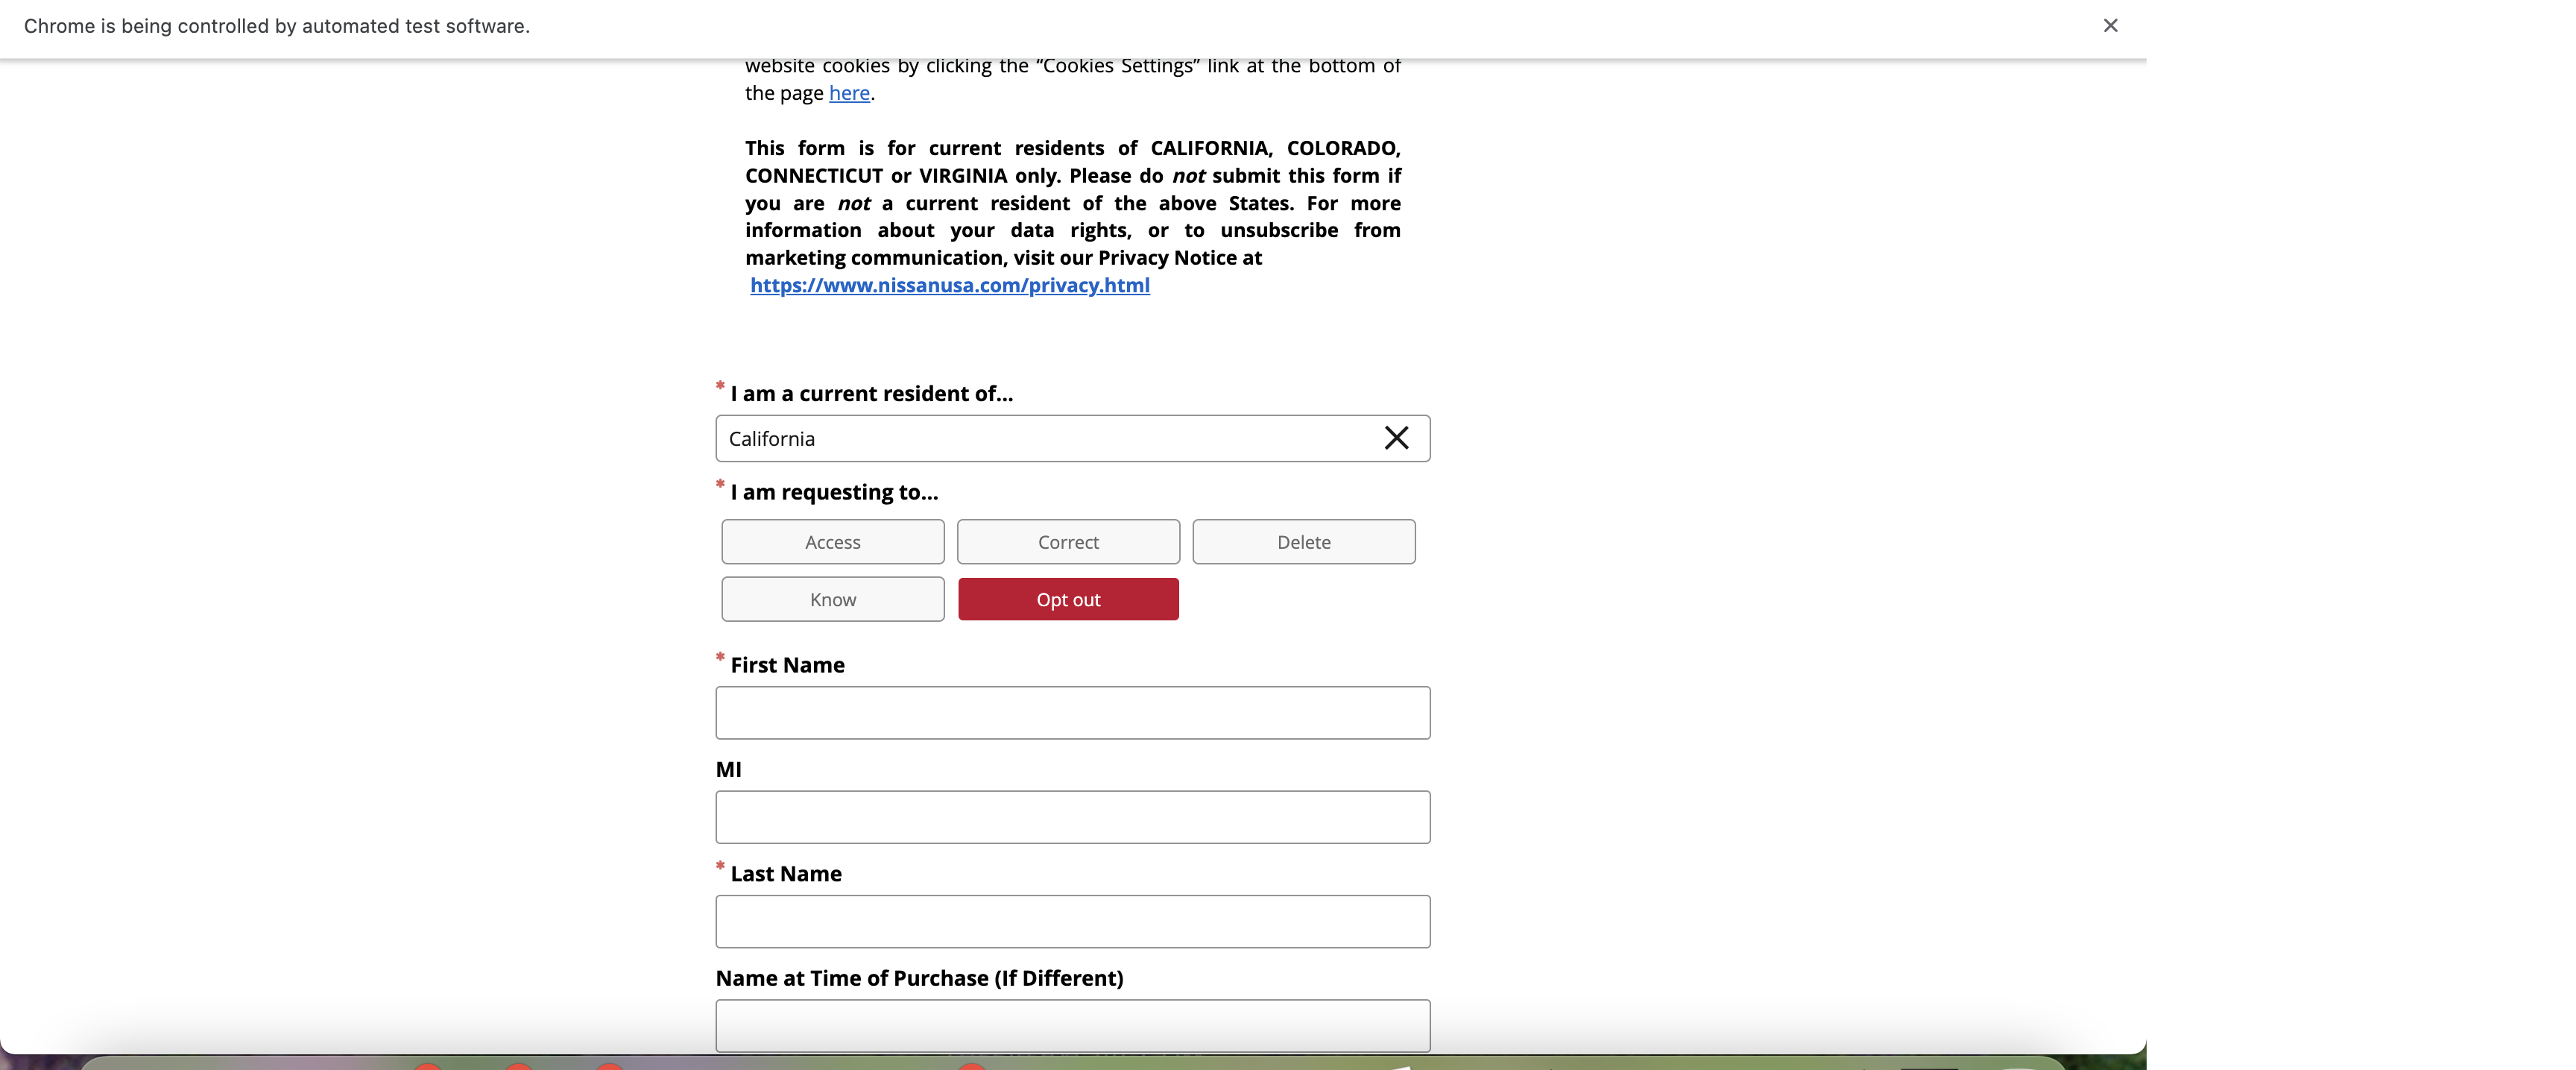 Chrome is being controlled by automated test software.
website cookies by clicking the “Cookies Settings” link at the bottom of
the page here.
This form is for current residents of CALIFORNIA, COLORADO,
CONNECTICUT or VIRGINIA only. Please do not submit this form if
you are not a current resident of the above States. For more
information about your data rights, or to unsubscribe from
marketing communication, visit our Privacy Notice at
https://www.nissanusa.com/privacy.html
* I am a current resident of...
California
* I am requesting to...
Access Correct Delete
Know Opt out
* First Name
MI
* Last Name
Name at Time of Purchase (If Different)